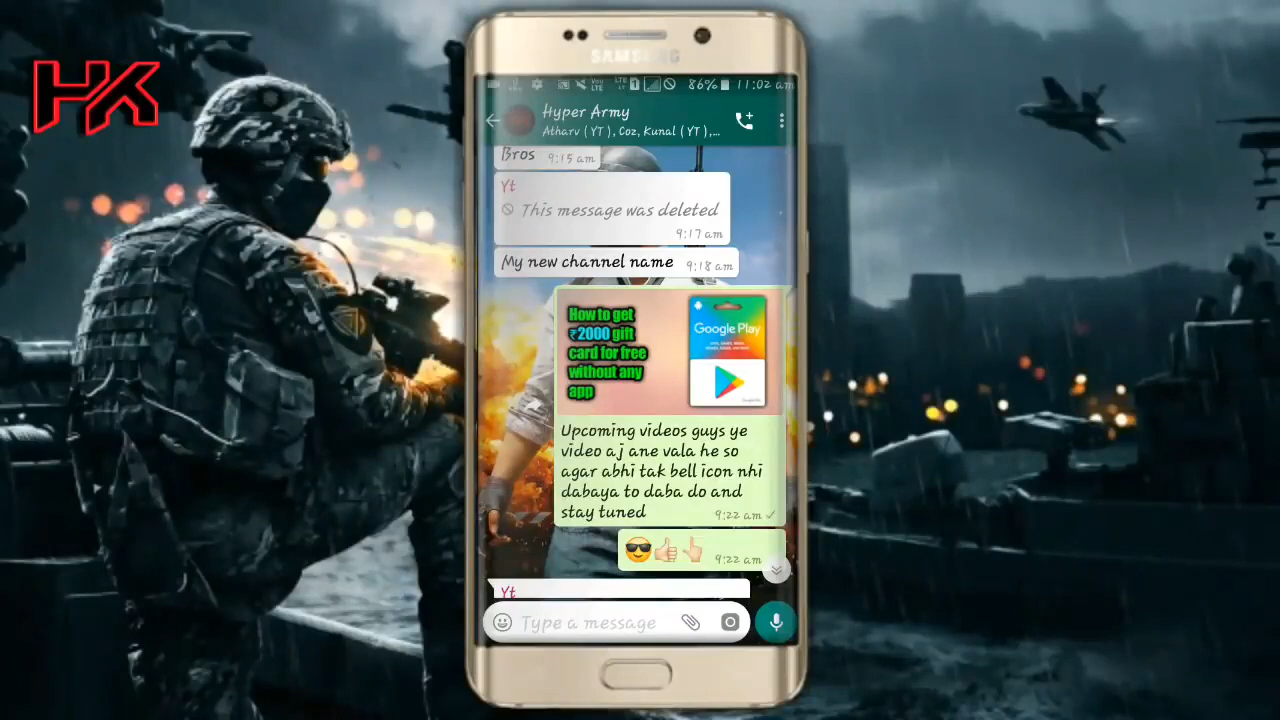 HK
SAMSUNG
86% 11:02 am
Hyper Army
Atharv (YT), Coz, Kunal (YT),...
Bros 9:15 am
Yt
This message was deleted
9:17 am
My new channel name 9:18 am
How to get
₹2000 gift
card for free
without any
app
Google Play
Upcoming videos guys ye
video aj ane vala he so
agar abhi tak bell icon nhi
dabaya to daba do and
stay tuned 9:22 am
😎👍👆 9:22 am
Yt
Type a message